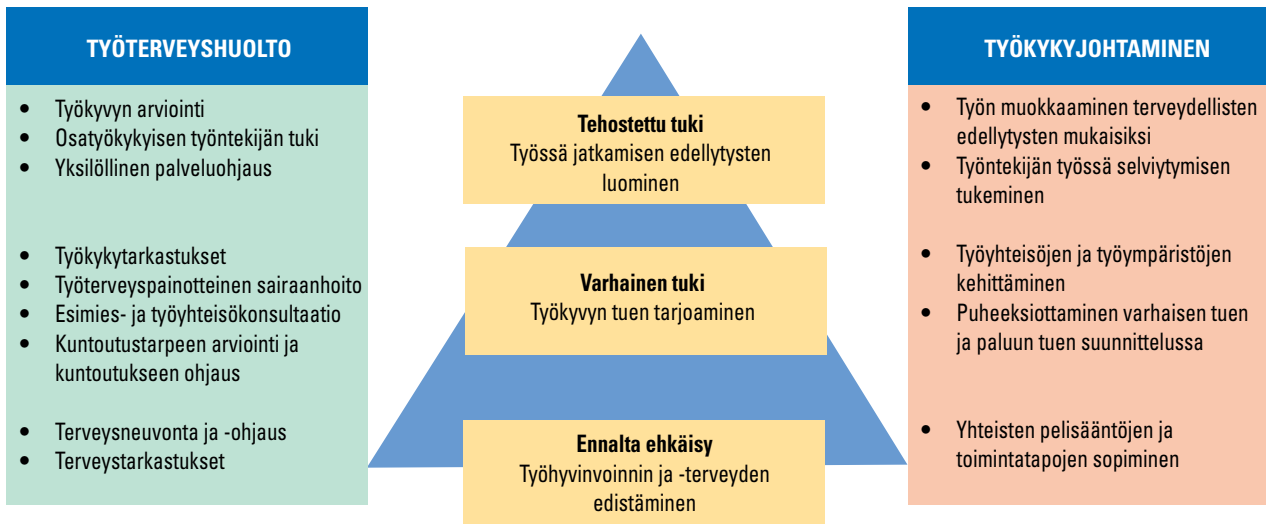 TYÖTERVEYSHUOLTO
• Työkyvyn arviointi
• Osatyökykyisen työntekijän tuki
• Yksilöllinen palveluohjaus
• Työkykytarkastukset
• Työterveyspainotteinen sairaanhoito
• Esimies- ja työyhteisökonsultaatio
• Kuntoutustarpeen arviointi ja
kuntoutukseen ohjaus
• Terveysneuvonta ja -ohjaus
• Terveystarkastukset
Tehostettu tuki
Työssä jatkamisen edellytysten
luominen
Varhainen tuki
Työkyvyn tuen tarjoaminen
Ennalta ehkäisy
Työhyvinvoinnin ja -terveyden
edistäminen
TYÖKYKYJOHTAMINEN
• Työn muokkaaminen terveydellisten
edellytysten mukaisiksi
• Työntekijän työssä selviytymisen
tukeminen
• Työyhteisöjen ja työympäristöjen
kehittäminen
• Puheeksiottaminen varhaisen tuen
ja paluun tuen suunnittelussa
• Yhteisten pelisääntöjen ja
toimintatapojen sopiminen